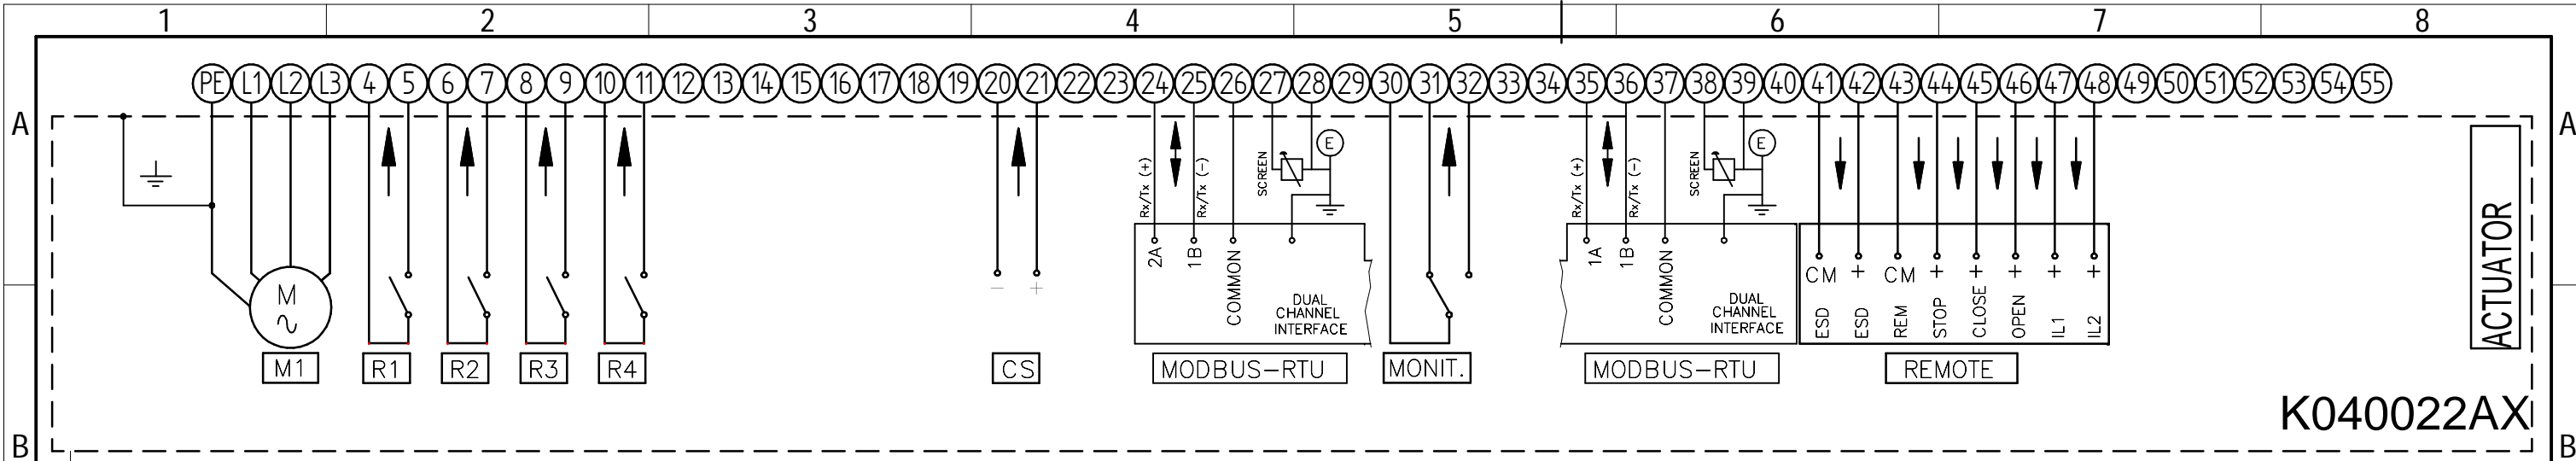 1 2 3 4 5 6 7 8
PE L1 L2 L3 4 5 6 7 8 9 10 11 12 13 14 15 16 17 18 19 20 21 22 23 24 25 26 27 28 29 30 31 32 33 34 35 36 37 38 39 40 41 42 43 44 45 46 47 48 49 50 51 52 53 54 55
A A
Rx/Tx (+)
Rx/Tx (-)
SCREEN
E
Rx/Tx (+)
Rx/Tx (-)
SCREEN
E
M
− +
2A
1B
COMMON
DUAL
CHANNEL
INTERFACE
1A
1B
COMMON
DUAL
CHANNEL
INTERFACE
CM + CM + + + + +
ESD
ESD
REM
STOP
CLOSE
OPEN
IL1
IL2
ACTUATOR
M1 R1 R2 R3 R4 CS MODBUS-RTU MONIT. MODBUS-RTU REMOTE
K040022AX
B B